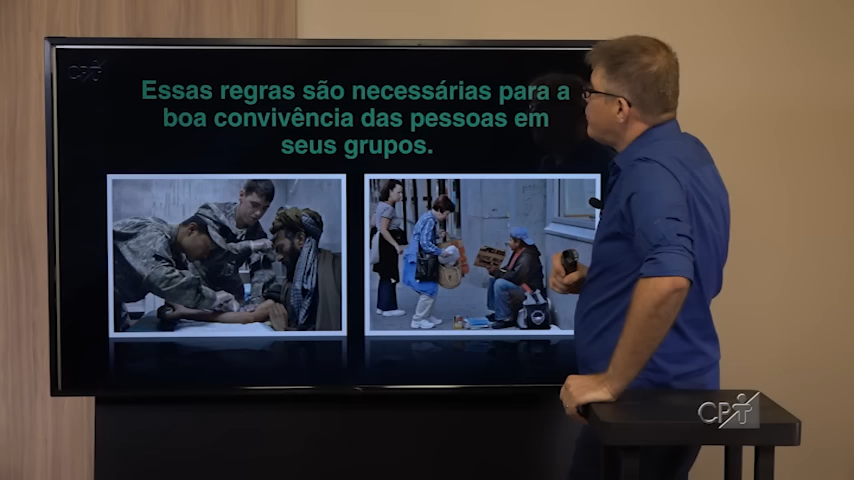 CPT
Essas regras são necessárias para a
boa convivência das pessoas em
seus grupos.
CPT